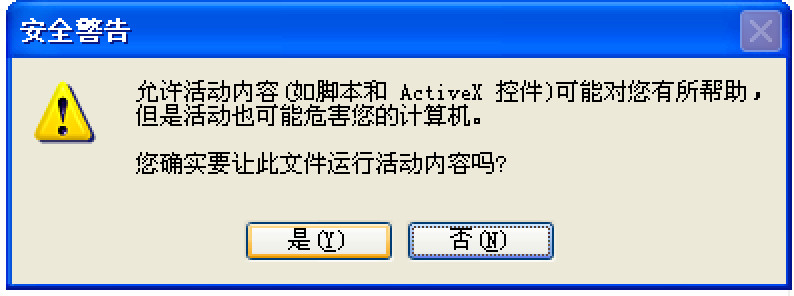 安全警告
允许活动内容(如脚本和 ActiveX 控件)可能对您有所帮助，
但是活动也可能危害您的计算机。
您确实要让此文件运行活动内容吗?
是(Y) 否(N)